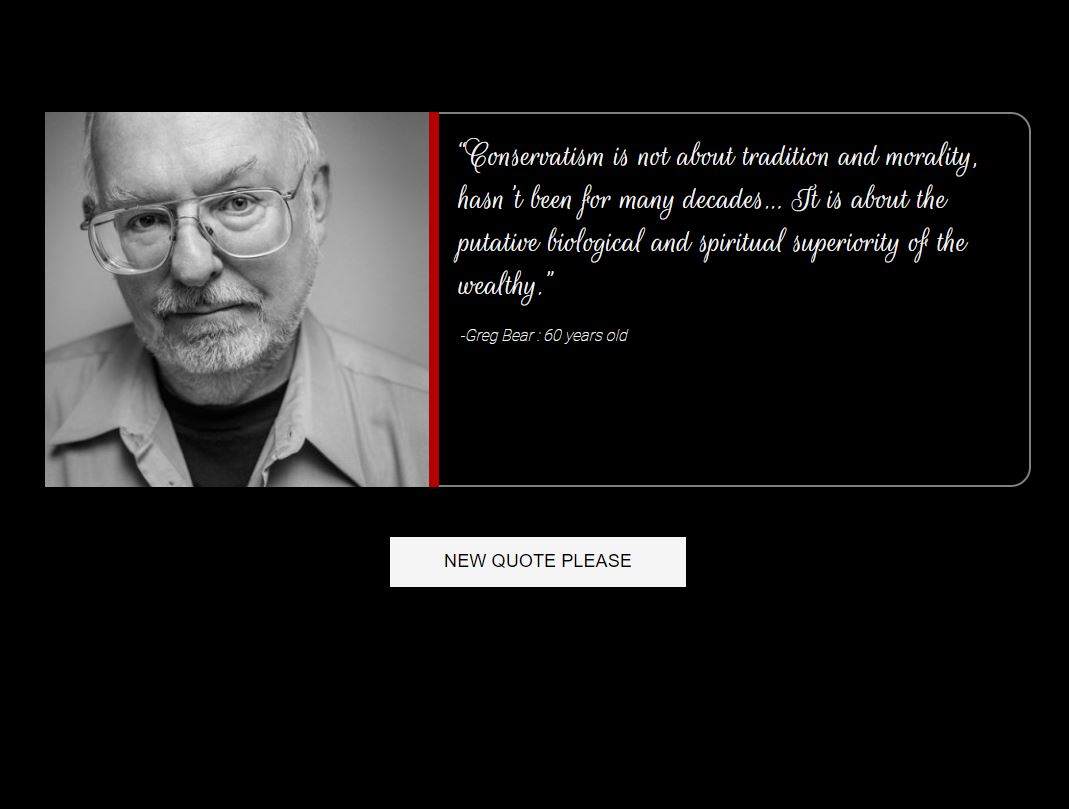 “Conservatism is not about tradition and morality,
hasn't been for many decades... It is about the
putative biological and spiritual superiority of the
wealthy.”
-Greg Bear : 60 years old
NEW QUOTE PLEASE